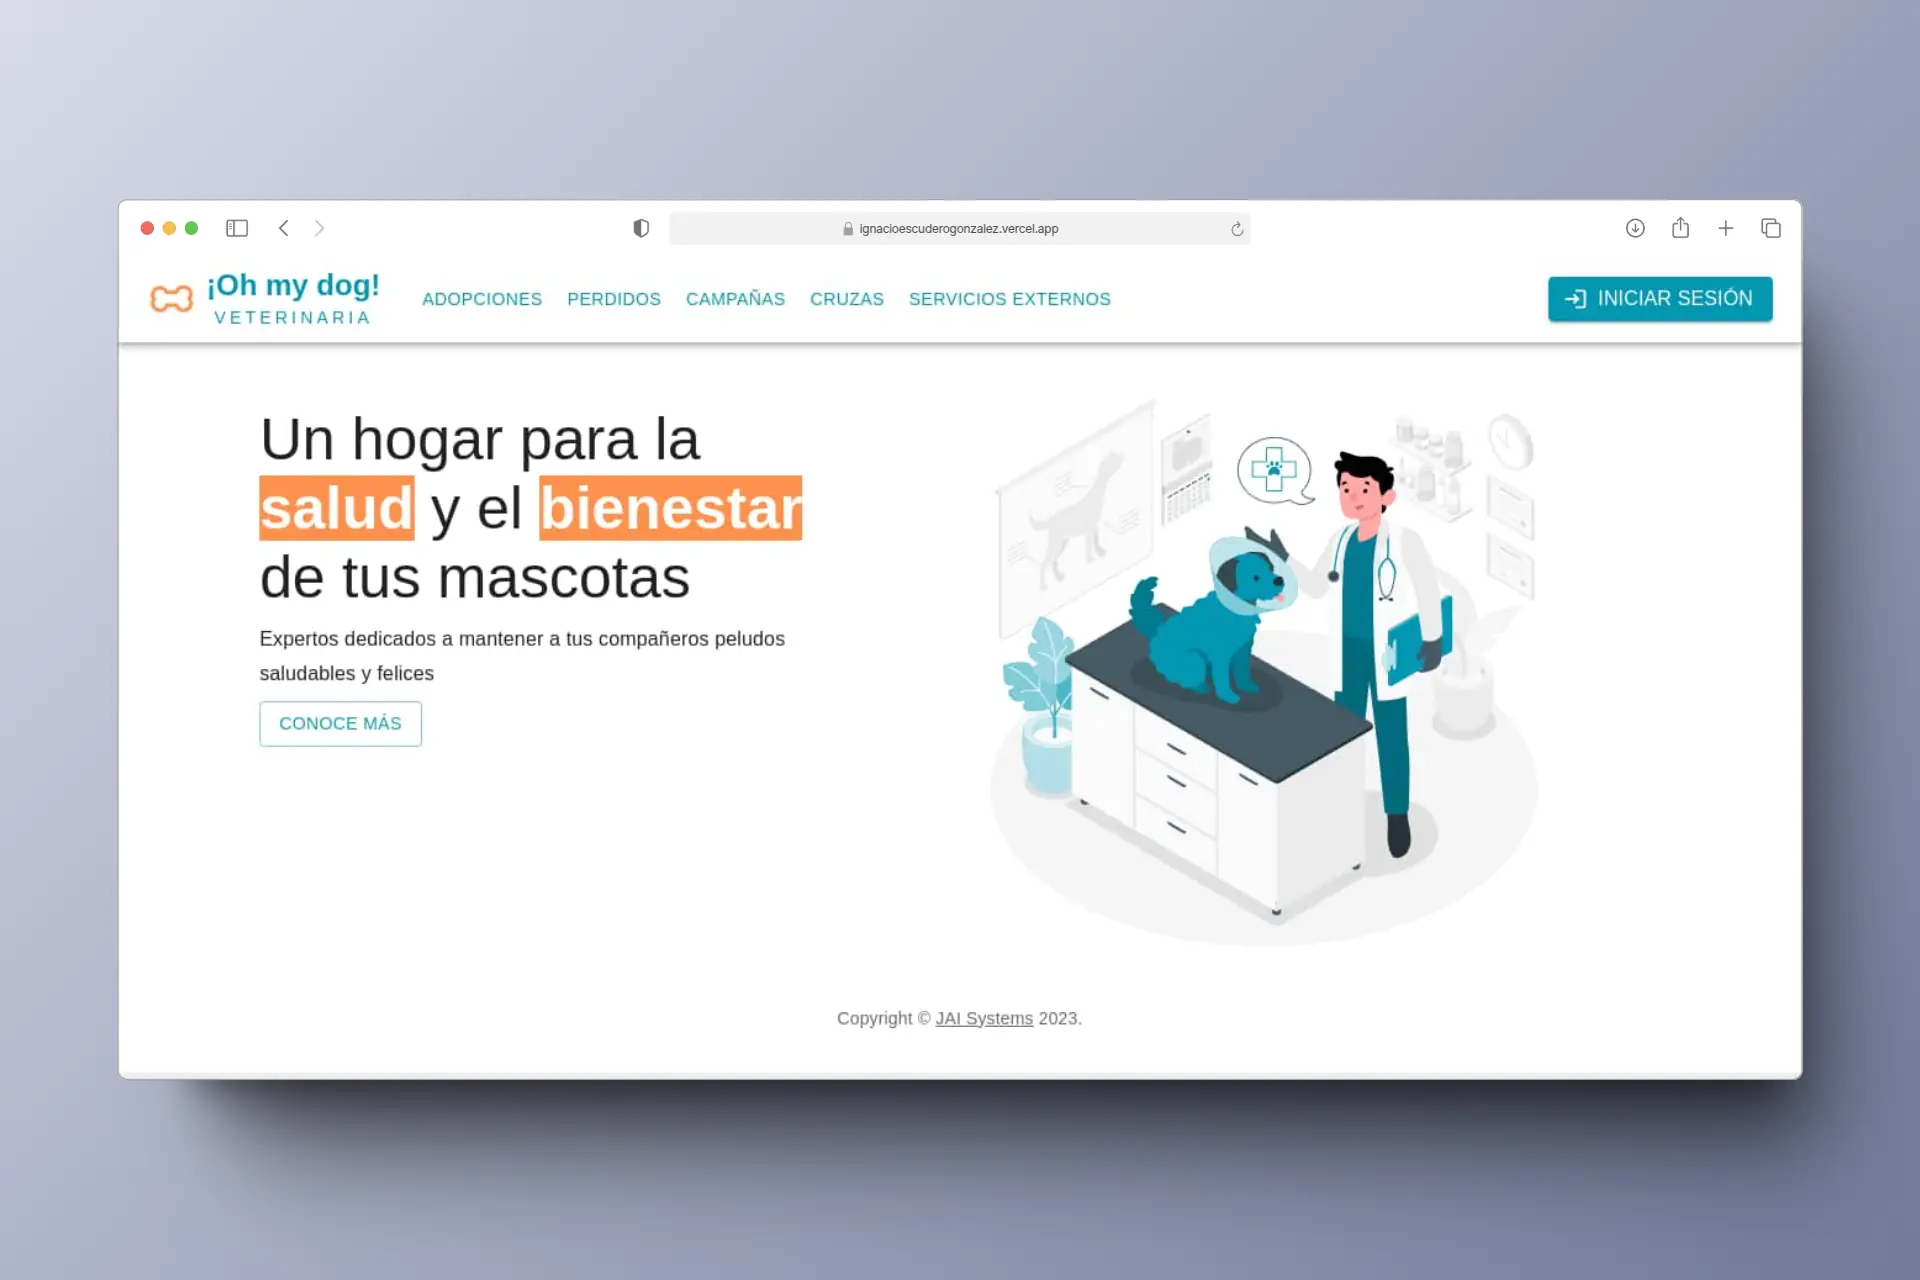 ignacioescuderogonzalez.vercel.app
¡Oh my dog!
VETERINARIA
ADOPCIONES PERDIDOS CAMPAÑAS CRUZAS SERVICIOS EXTERNOS
INICIAR SESIÓN
Un hogar para la
salud y el bienestar
de tus mascotas
Expertos dedicados a mantener a tus compañeros peludos
saludables y felices
CONOCE MÁS
Copyright © JAI Systems 2023.